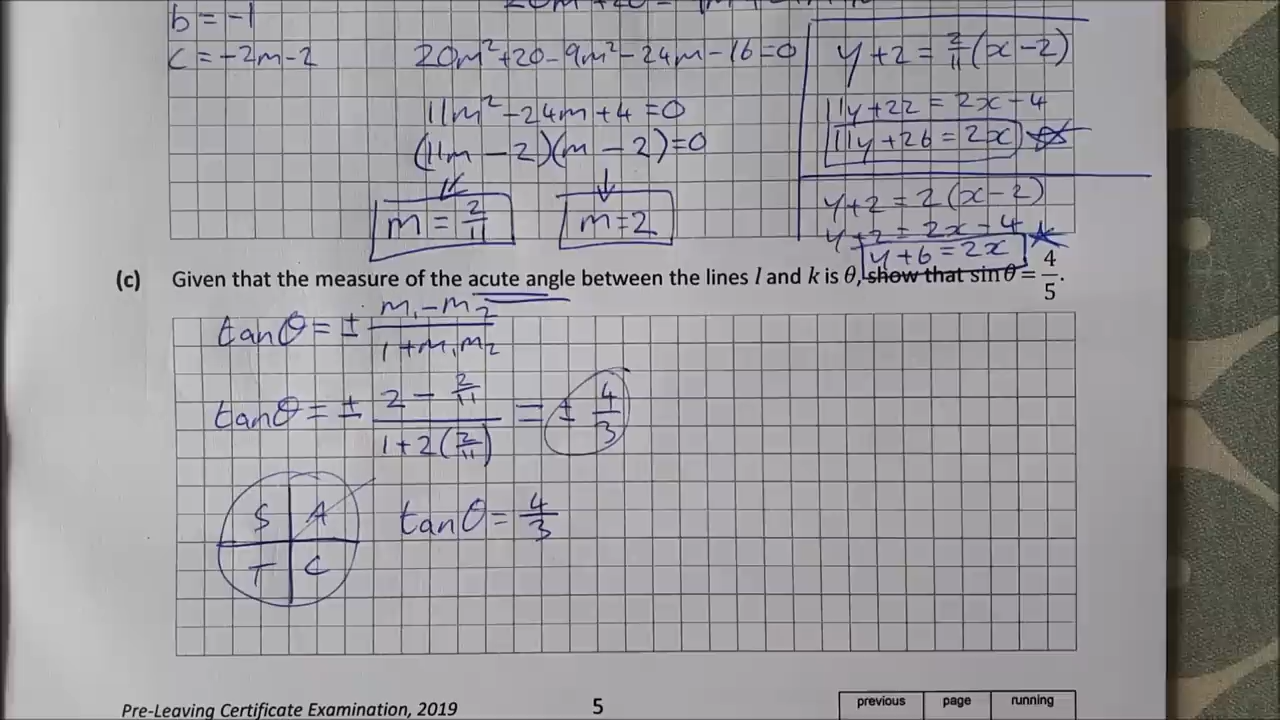 b = -1
c = -2m-2
20m²+20-9m²-24m-16=0
11m²-24m+4=0
(11m-2)(m-2)=0
m = 2/11
m=2
y+2 = 2/11(x-2)
11y+22 = 2x-4
11y+26 = 2x
y+2 = 2(x-2)
y+2 = 2x-4
y+6 = 2x
(c) Given that the measure of the acute angle between the lines l and k is θ, show that sin θ = 4/5.
tanθ = ± m₁-m₂/1+m₁m₂
tanθ = ± 2 - 2/11 / 1+2(2/11) = ± 4/3
S A
T C
tanθ = 4/3
Pre-Leaving Certificate Examination, 2019
5
previous page running